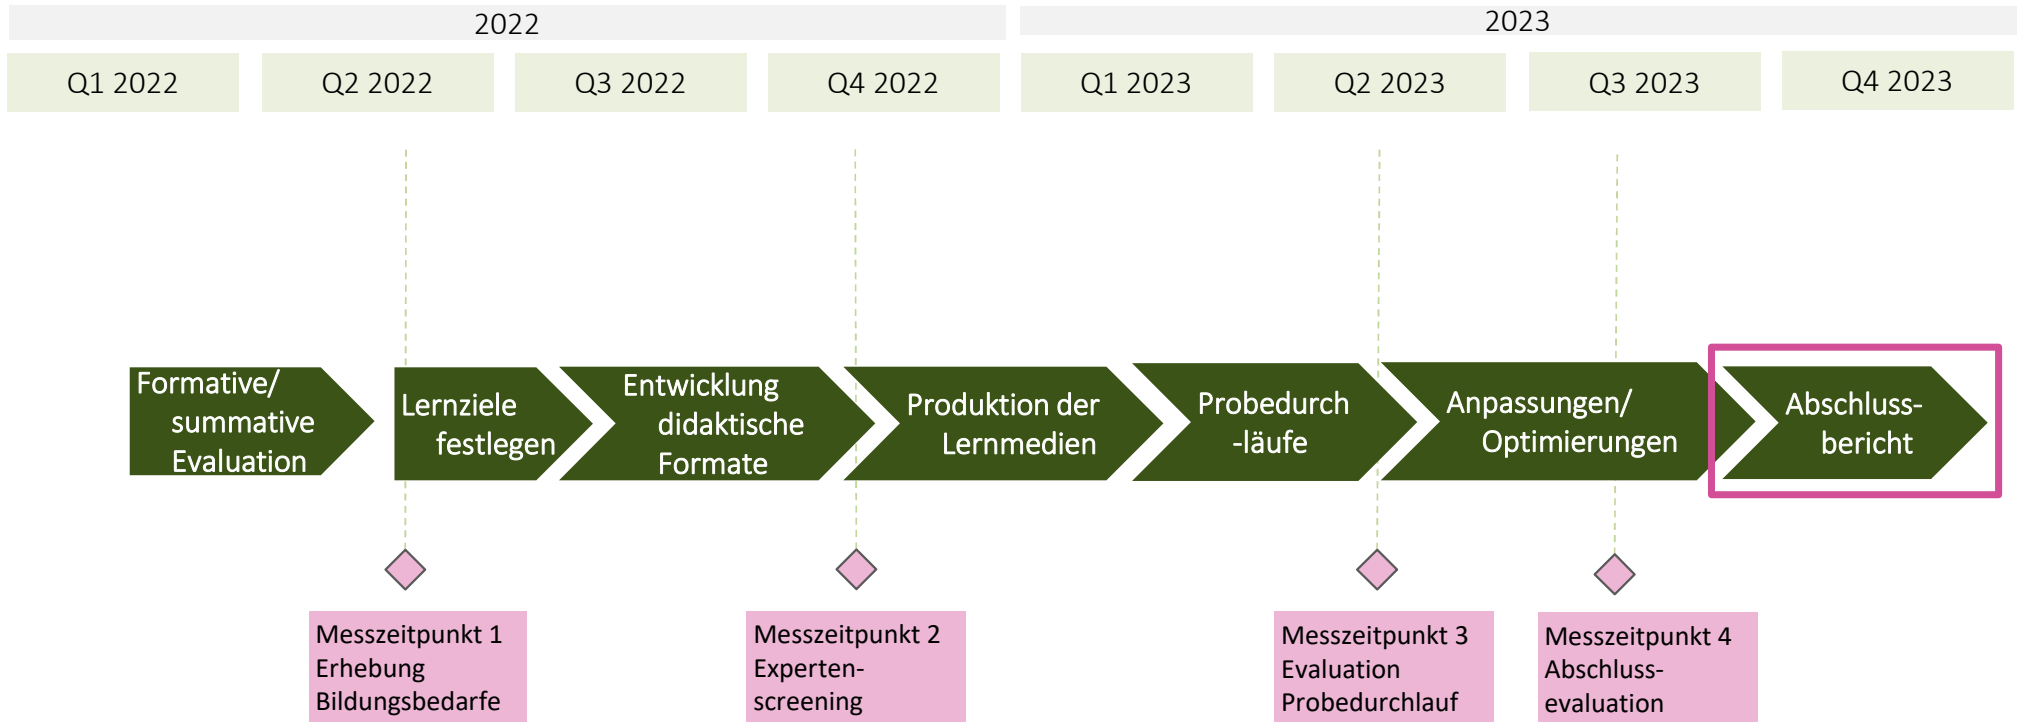 2022
2023
Q1 2022
Q2 2022
Q3 2022
Q4 2022
Q1 2023
Q2 2023
Q3 2023
Q4 2023
Formative/
summative
Evaluation
Lernziele
festlegen
Entwicklung
didaktische
Formate
Produktion der
Lernmedien
Probedurch
-läufe
Anpassungen/
Optimierungen
Abschluss-
bericht
Messzeitpunkt 1
Erhebung
Bildungsbedarfe
Messzeitpunkt 2
Experten-
screening
Messzeitpunkt 3
Evaluation
Probedurchlauf
Messzeitpunkt 4
Abschluss-
evaluation